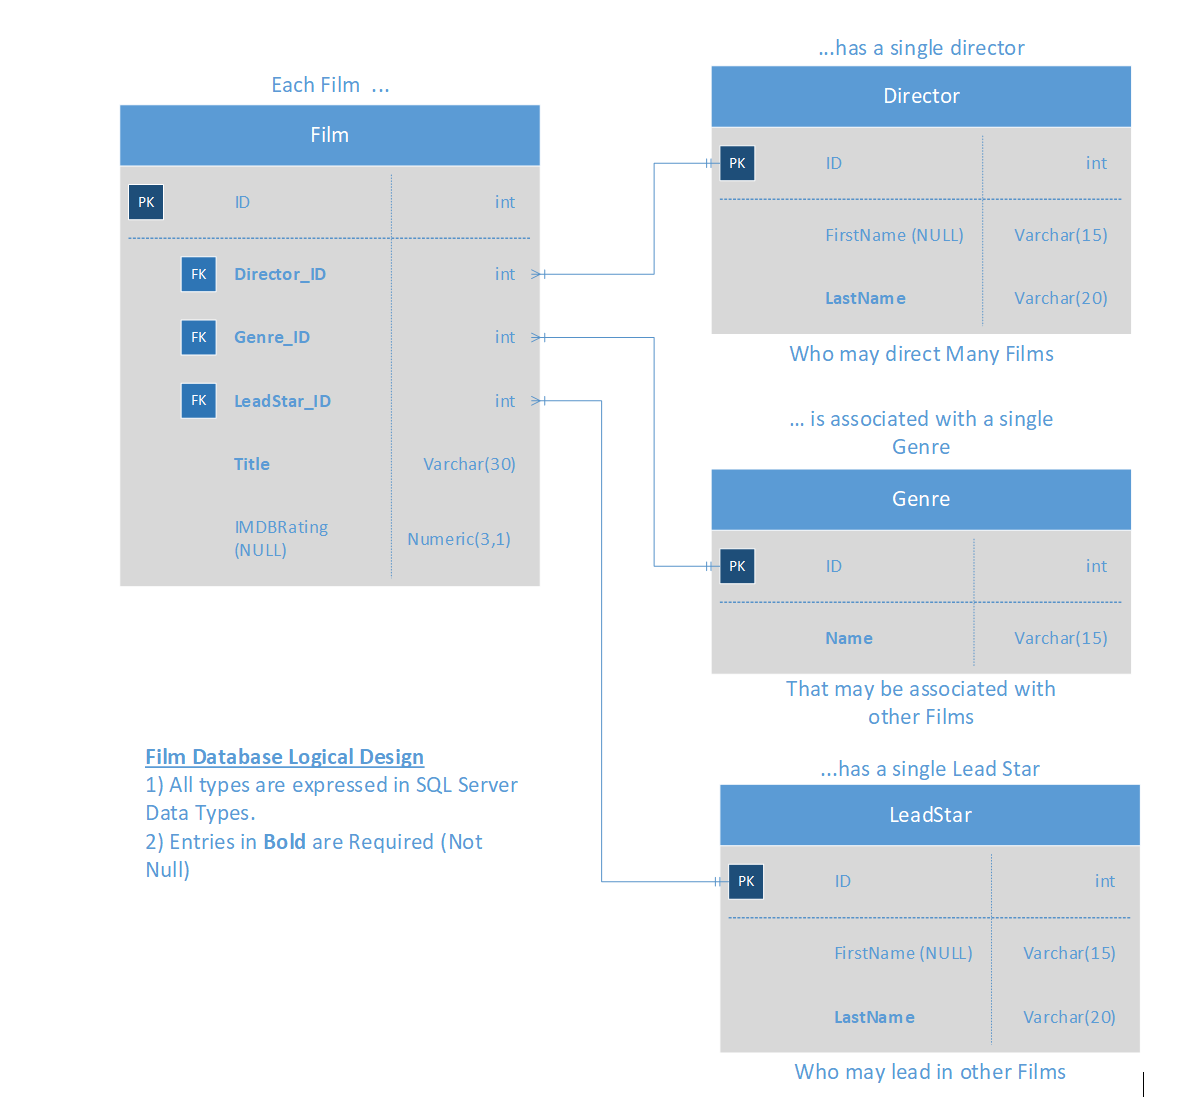 Each Film ...
Film
PK ID int
FK Director_ID int
FK Genre_ID int
FK LeadStar_ID int
Title Varchar(30)
IMDBRating
(NULL)
Numeric(3,1)
...has a single director
Director
PK ID int
FirstName (NULL) Varchar(15)
LastName Varchar(20)
Who may direct Many Films
... is associated with a single
Genre
Genre
PK ID int
Name Varchar(15)
That may be associated with
other Films
...has a single Lead Star
LeadStar
PK ID int
FirstName (NULL) Varchar(15)
LastName Varchar(20)
Who may lead in other Films
Film Database Logical Design
1) All types are expressed in SQL Server
Data Types.
2) Entries in Bold are Required (Not
Null)